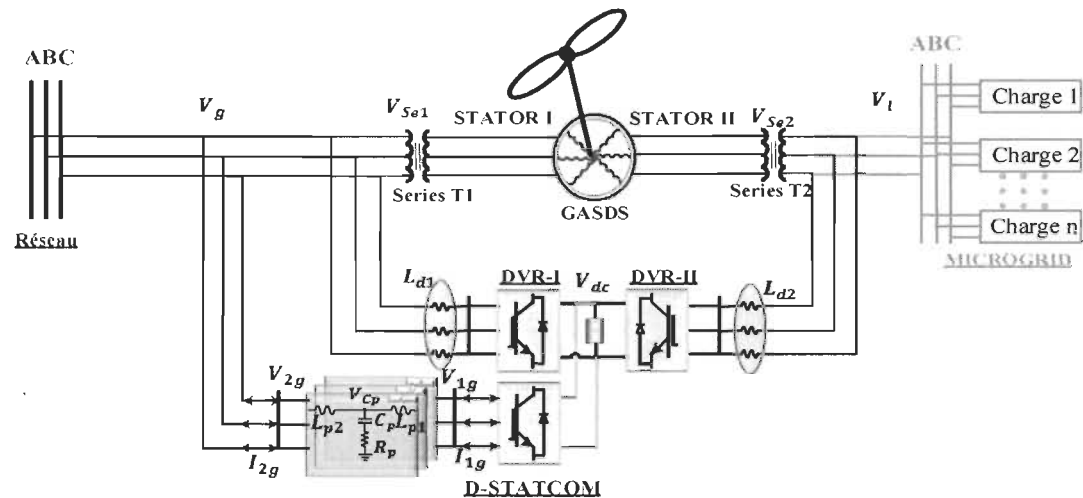 ABC
ABC
V_g
V_Se1
STATOR I
STATOR II
V_Se2
V_l
Charge 1
Charge 2
Charge n
Series T1
Series T2
GASDS
Réscau
MICROGRID
L_d1
DVR-I
V_dc
DVR-II
L_d2
V_2g
V_Cp
V_1g
L_p2
C_p
L_p1
R_p
I_2g
I_1g
D-STATCOM